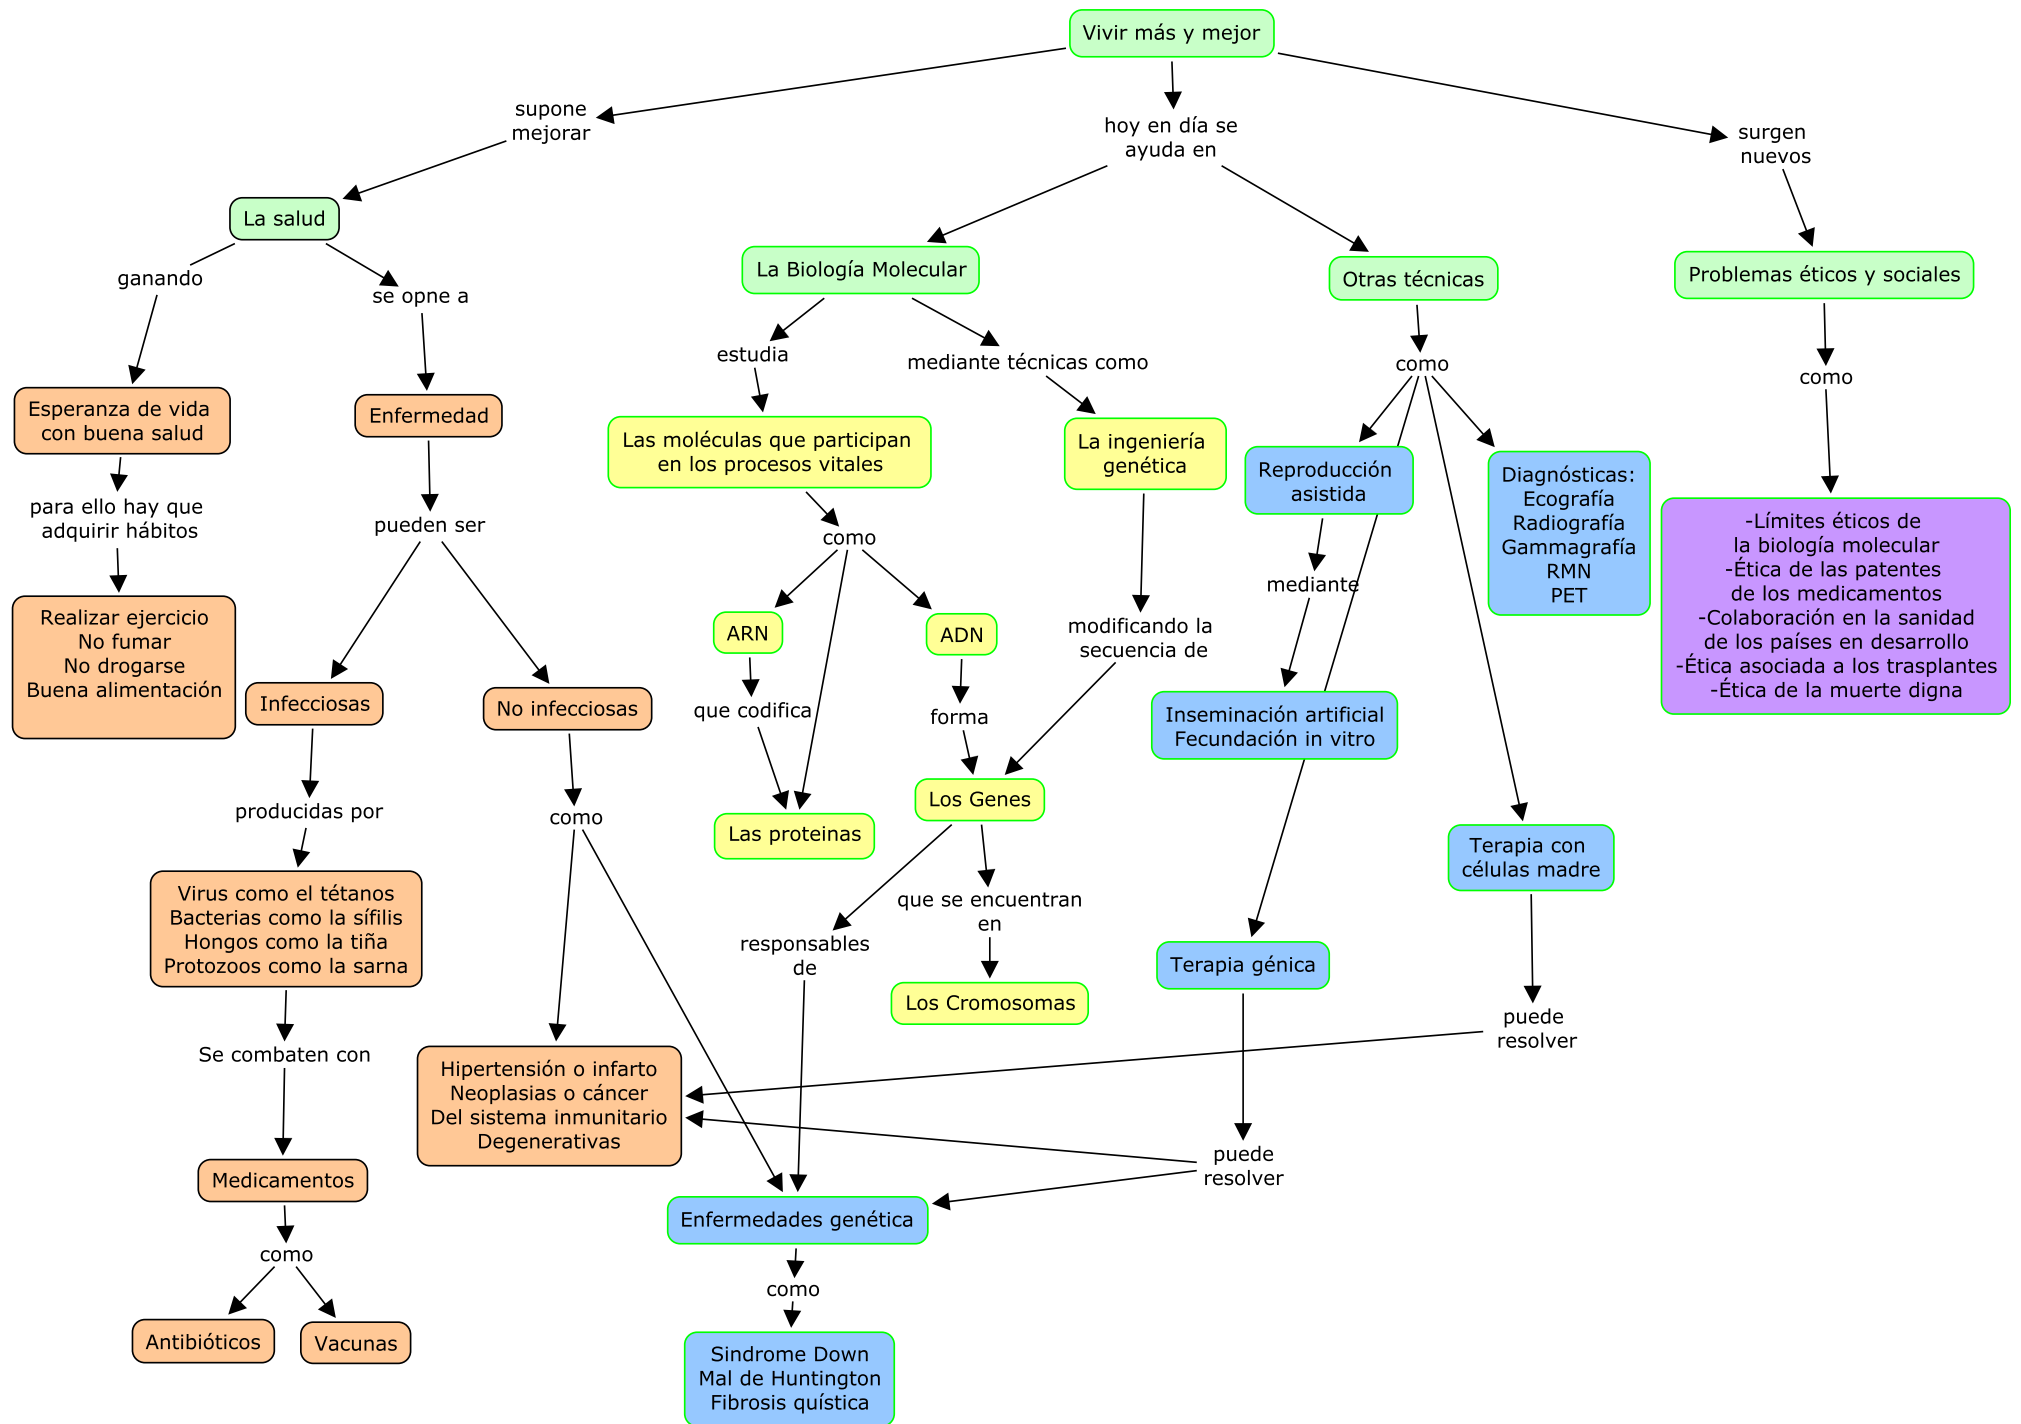 Vivir más y mejor
supone
mejorar
hoy en día se
ayuda en
surgen
nuevos
La salud
La Biología Molecular
Otras técnicas
Problemas éticos y sociales
ganando
se opne a
estudia
mediante técnicas como
como
como
Esperanza de vida
con buena salud
Enfermedad
Las moléculas que participan
en los procesos vitales
La ingeniería
genética
Reproducción
asistida
Diagnósticas:
Ecografía
Radiografía
Gammagrafía
RMN
PET
-Límites éticos de
la biología molecular
-Ética de las patentes
de los medicamentos
-Colaboración en la sanidad
de los países en desarrollo
-Ética asociada a los trasplantes
-Ética de la muerte digna
para ello hay que
adquirir hábitos
pueden ser
como
mediante
Realizar ejercicio
No fumar
No drogarse
Buena alimentación
ARN
ADN
modificando la
secuencia de
Infecciosas
No infecciosas
que codifica
forma
Inseminación artificial
Fecundación in vitro
producidas por
como
Las proteinas
Los Genes
Terapia con
células madre
Virus como el tétanos
Bacterias como la sífilis
Hongos como la tiña
Protozoos como la sarna
responsables
de
que se encuentran
en
Terapia génica
Los Cromosomas
puede
resolver
Se combaten con
Hipertensión o infarto
Neoplasias o cáncer
Del sistema inmunitario
Degenerativas
puede
resolver
Medicamentos
Enfermedades genética
como
como
Antibióticos
Vacunas
Sindrome Down
Mal de Huntington
Fibrosis quística